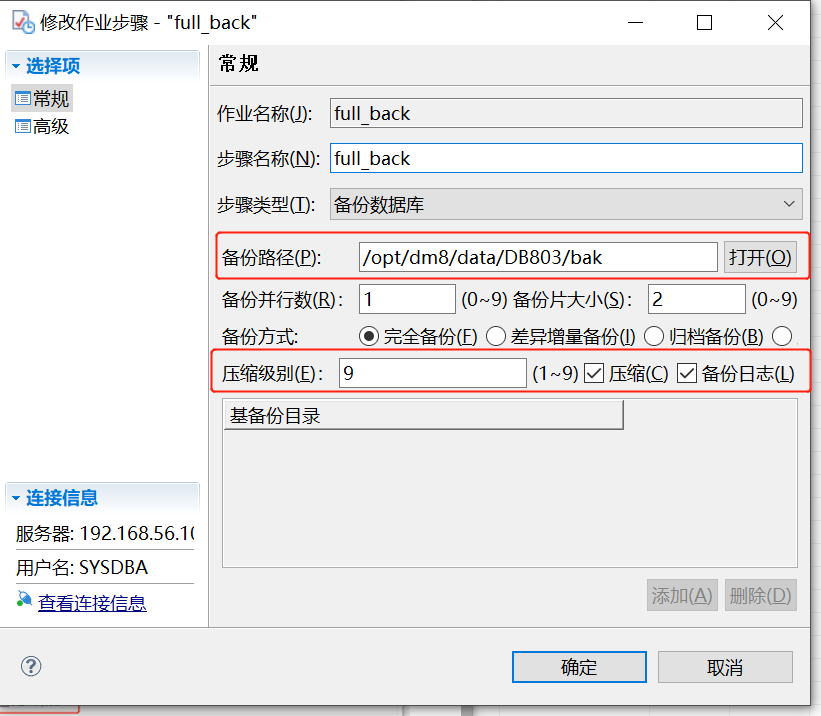 修改作业步骤 - "full_back"
选择项
常规
高级
常规
作业名称(J): full_back
步骤名称(N): full_back
步骤类型(T): 备份数据库
备份路径(P): /opt/dm8/data/DB803/bak 打开(O)
备份并行数(R): 1 (0~9) 备份片大小(S): 2 (0~9)
备份方式: 完全备份(F) 差异增量备份(I) 归档备份(B)
压缩级别(E): 9 (1~9) 压缩(C) 备份日志(L)
基备份目录
添加(A) 删除(D)
连接信息
服务器: 192.168.56.10
用户名: SYSDBA
查看连接信息
确定 取消